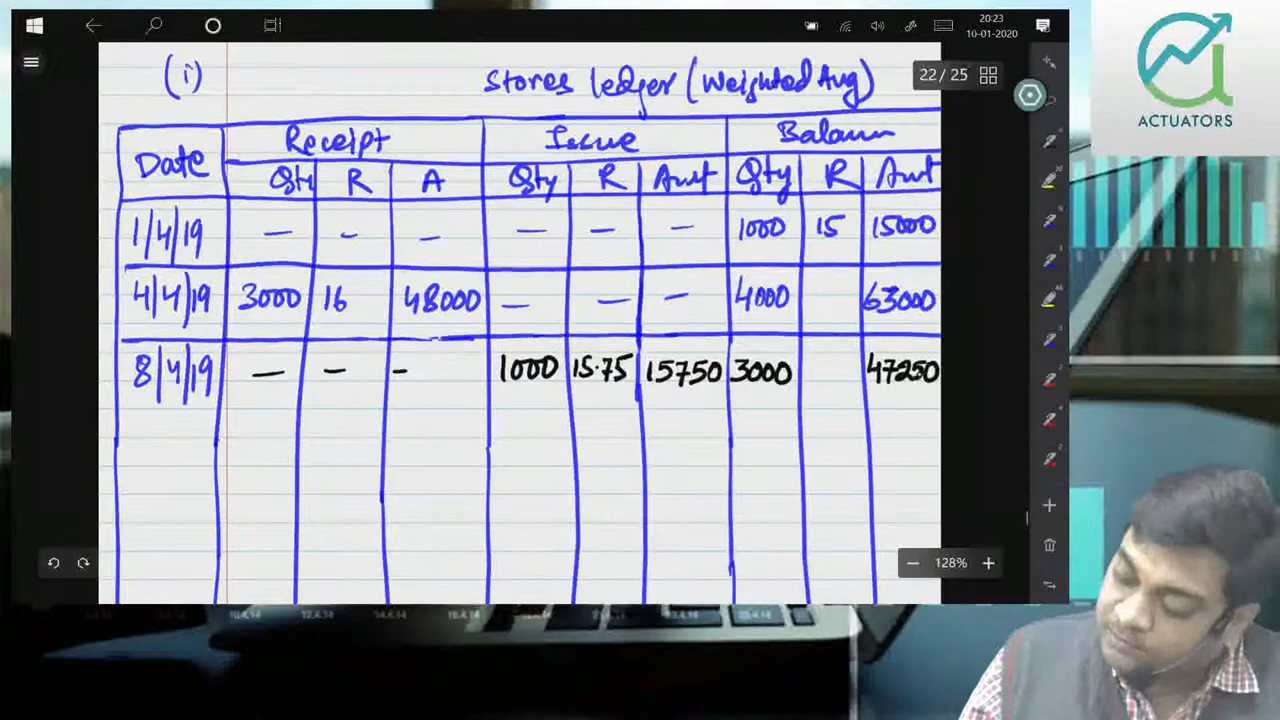 20:23
10-01-2020
22 / 25
ACTUATORS
(i) Stores ledger (Weighted Avg)
Date Receipt Issue Balance
Qty R A Qty R Amt Qty R Amt
1/4/19 — — — — — — 1000 15 15000
4/4/19 3000 16 48000 — — — 4000 63000
8/4/19 — — - 1000 15.75 15750 3000 47250
128%